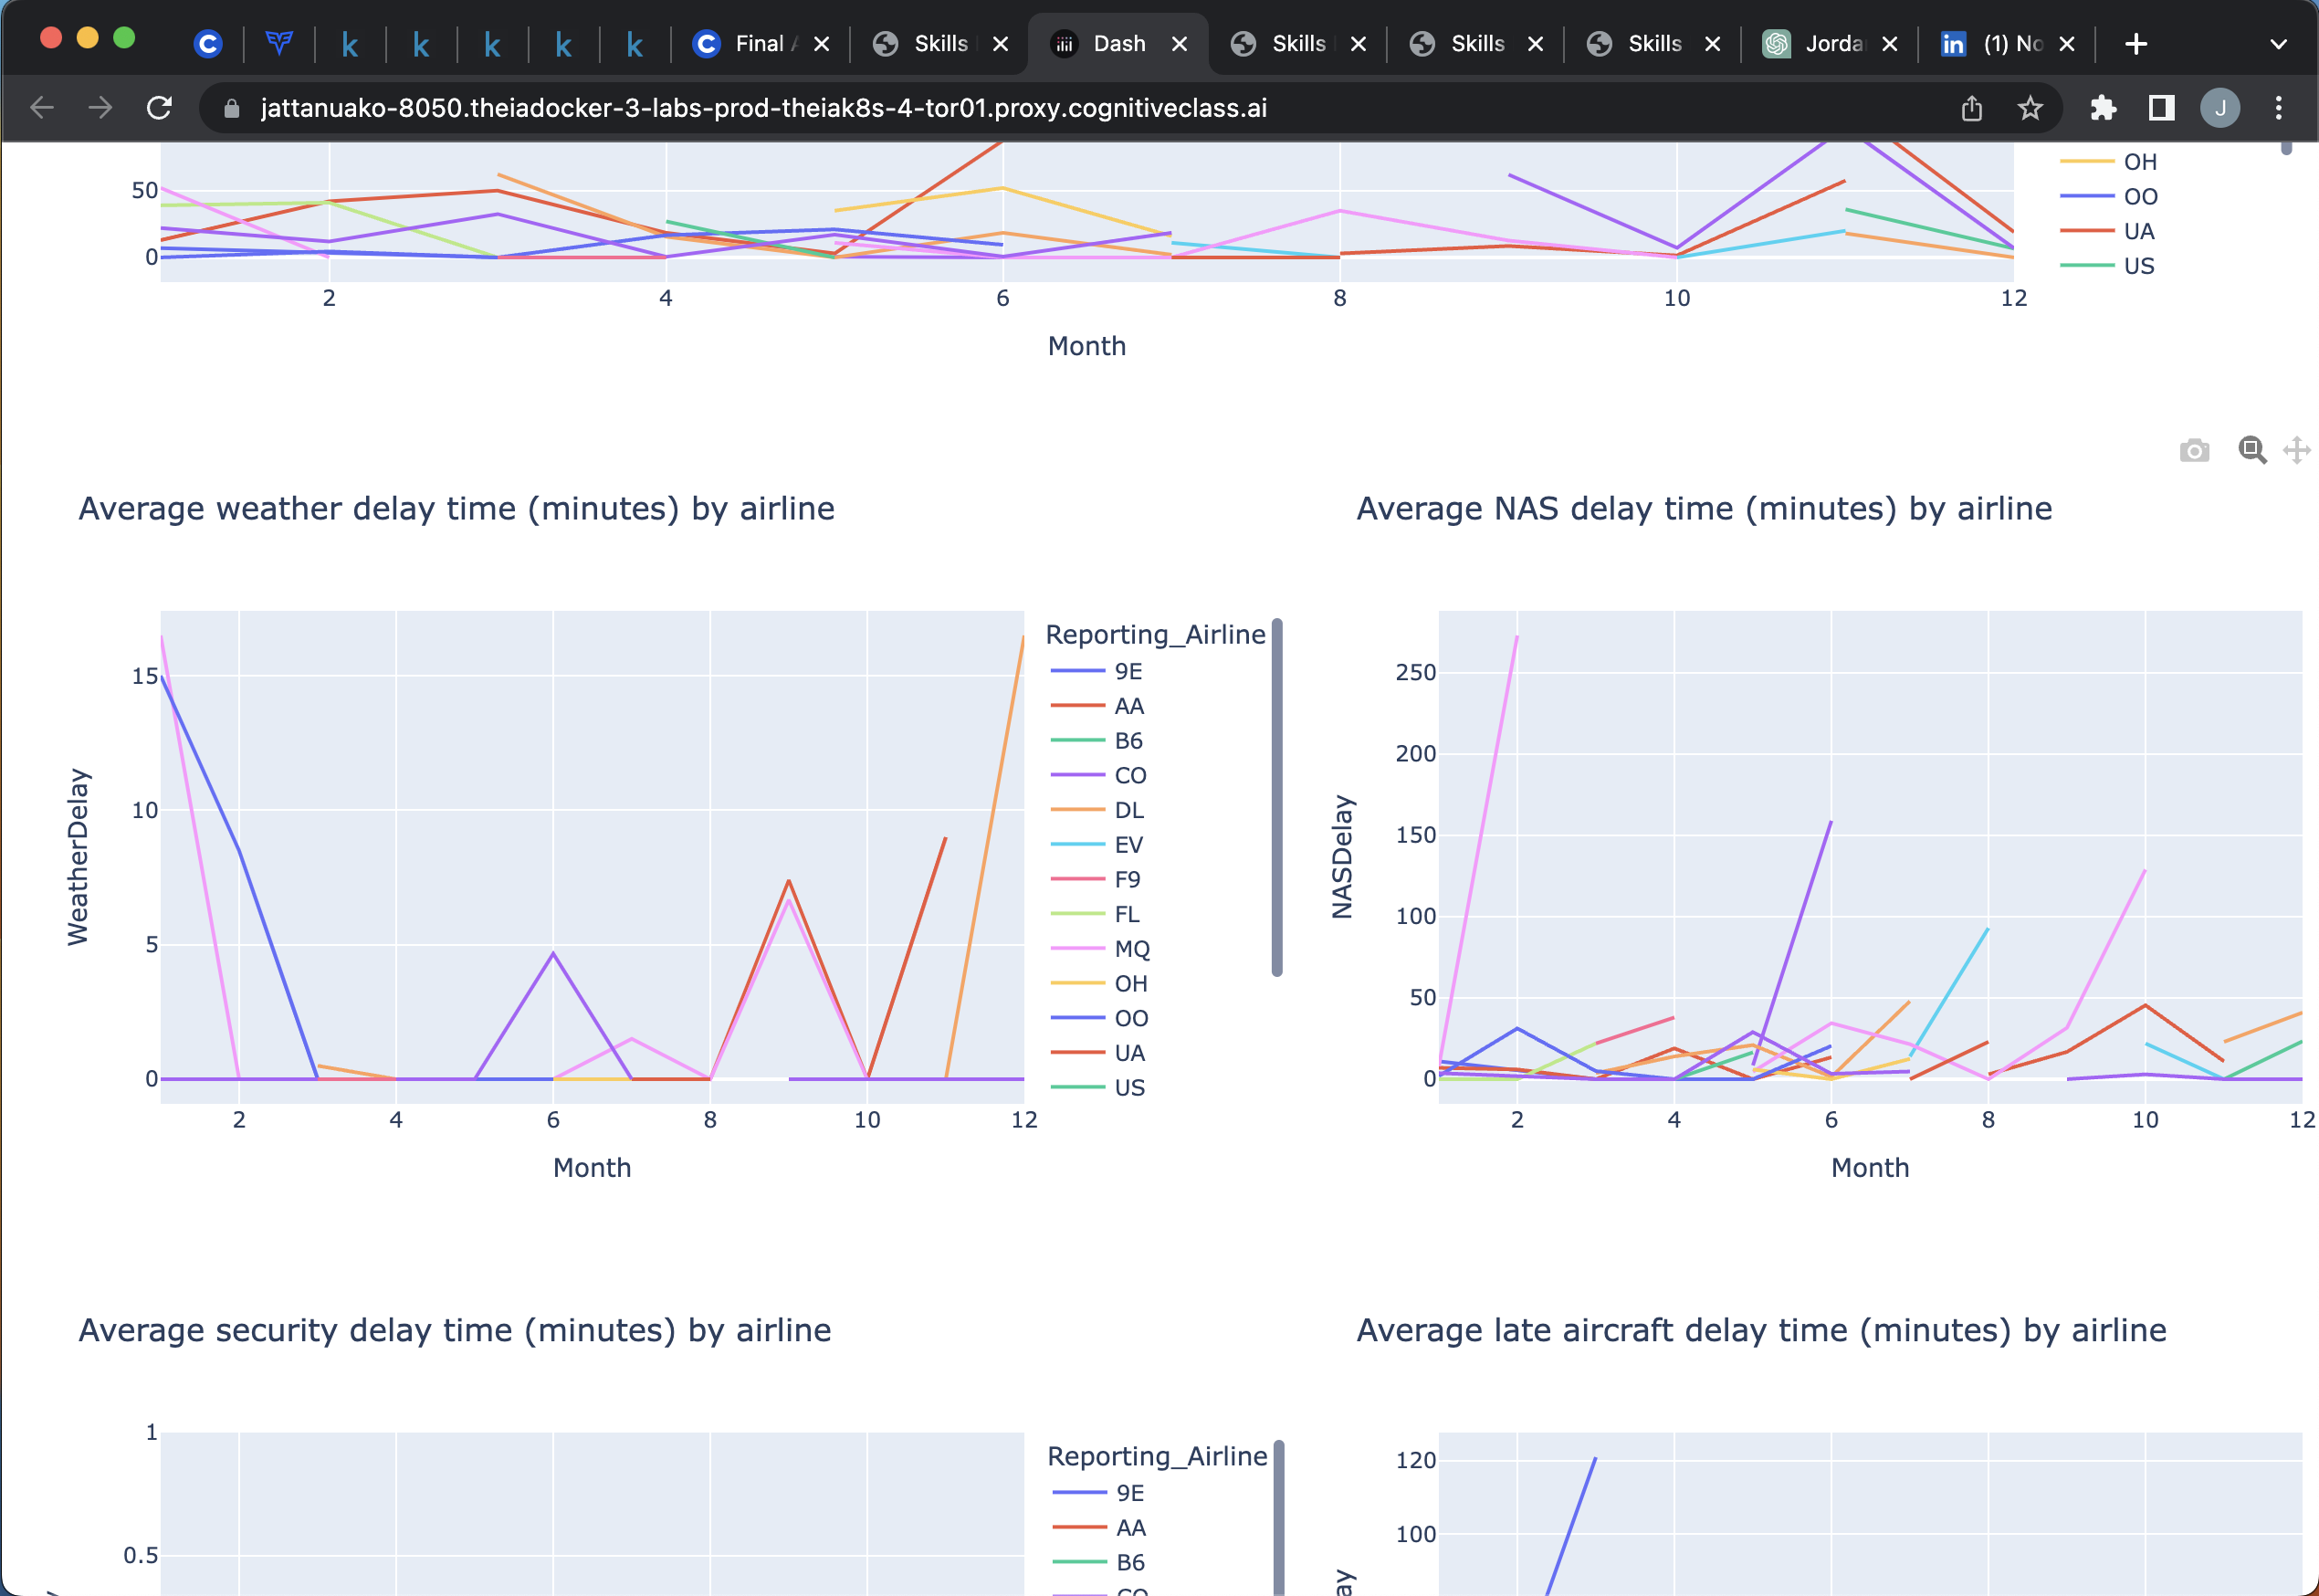 Final A
Skills
Dash
Skills
Skills
Skills
Jorda
(1) No
jattanuako-8050.theiadocker-3-labs-prod-theiak8s-4-tor01.proxy.cognitiveclass.ai
J
50
0
2 4 6 8 10 12
Month
OH
OO
UA
US
Average weather delay time (minutes) by airline
WeatherDelay
15
10
5
0
2 4 6 8 10 12
Month
Reporting_Airline
9E
AA
B6
CO
DL
EV
F9
FL
MQ
OH
OO
UA
US
Average NAS delay time (minutes) by airline
NASDelay
250
200
150
100
50
0
2 4 6 8 10 12
Month
Average security delay time (minutes) by airline
1
0.5
Reporting_Airline
9E
AA
B6
CO
Average late aircraft delay time (minutes) by airline
120
100
ay